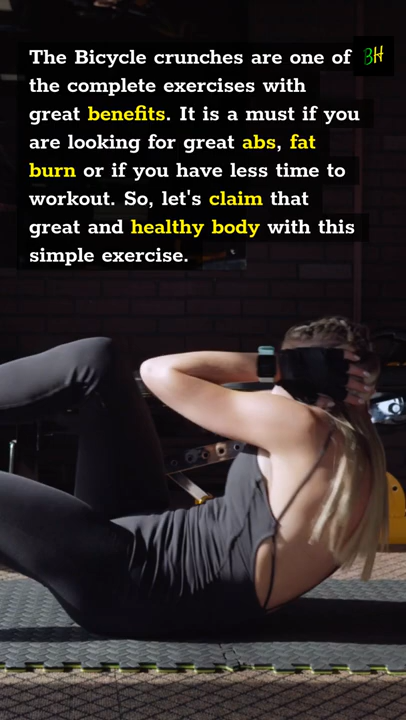 The Bicycle crunches are one of
the complete exercises with
great benefits. It is a must if you
are looking for great abs, fat
burn or if you have less time to
workout. So, let's claim that
great and healthy body with this
simple exercise.
BH